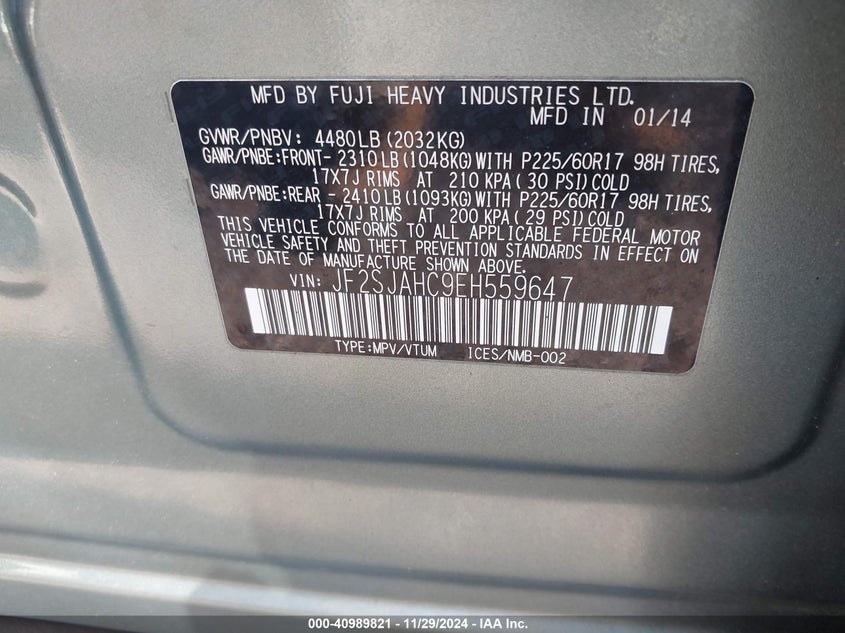 MFD BY FUJI HEAVY INDUSTRIES LTD.
MFD IN 01/14
GVWR/PNBV: 4480LB (2032KG)
GAWR/PNBE:FRONT- 2310LB (1048KG) WITH P225/60R17 98H TIRES,
17X7J RIMS AT 210 KPA( 30 PSI)COLD
GAWR/PNBE:REAR - 2410LB (1093KG) WITH P225/60R17 98H TIRES,
17X7J RIMS AT 200 KPA( 29 PSI)COLD
THIS VEHICLE CONFORMS TO ALL APPLICABLE FEDERAL MOTOR
VEHICLE SAFETY AND THEFT PREVENTION STANDARDS IN EFFECT ON
THE DATE OF MANUFACTURE SHOWN ABOVE.
VIN: JF2SJAHC9EH559647
TYPE:MPV/VTUM ICES/NMB-002
000-40989821 - 11/29/2024 - IAA Inc.